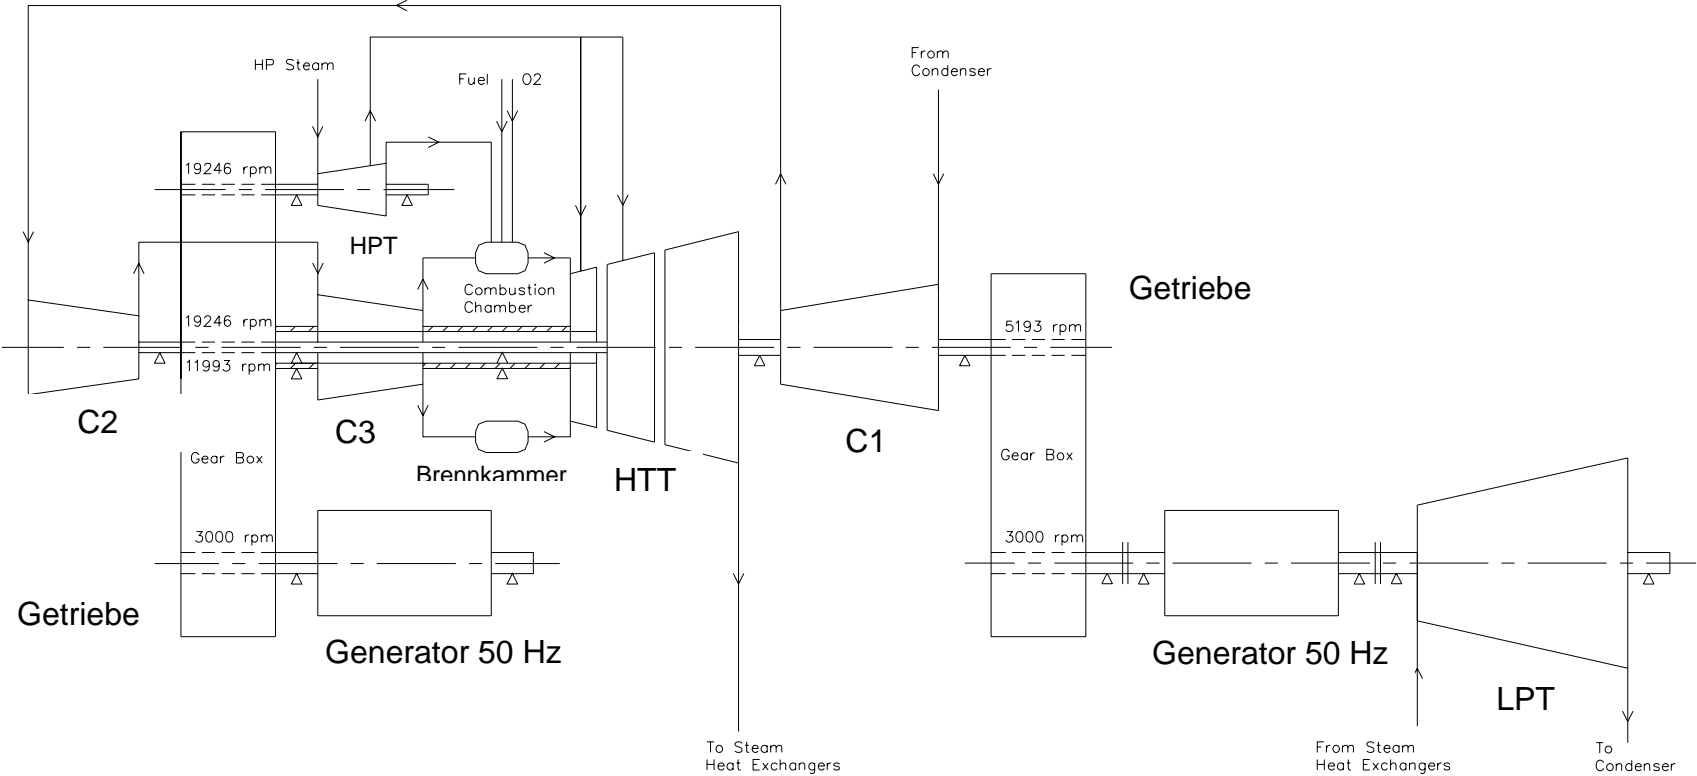 From
Condenser
HP Steam
Fuel
O2
19246 rpm
HPT
Combustion
Chamber
Getriebe
19246 rpm
11993 rpm
5193 rpm
C2
C3
C1
Gear Box
Gear Box
Brennkammer
HTT
3000 rpm
3000 rpm
Getriebe
Generator 50 Hz
Generator 50 Hz
LPT
To Steam
Heat Exchangers
From Steam
Heat Exchangers
To
Condenser